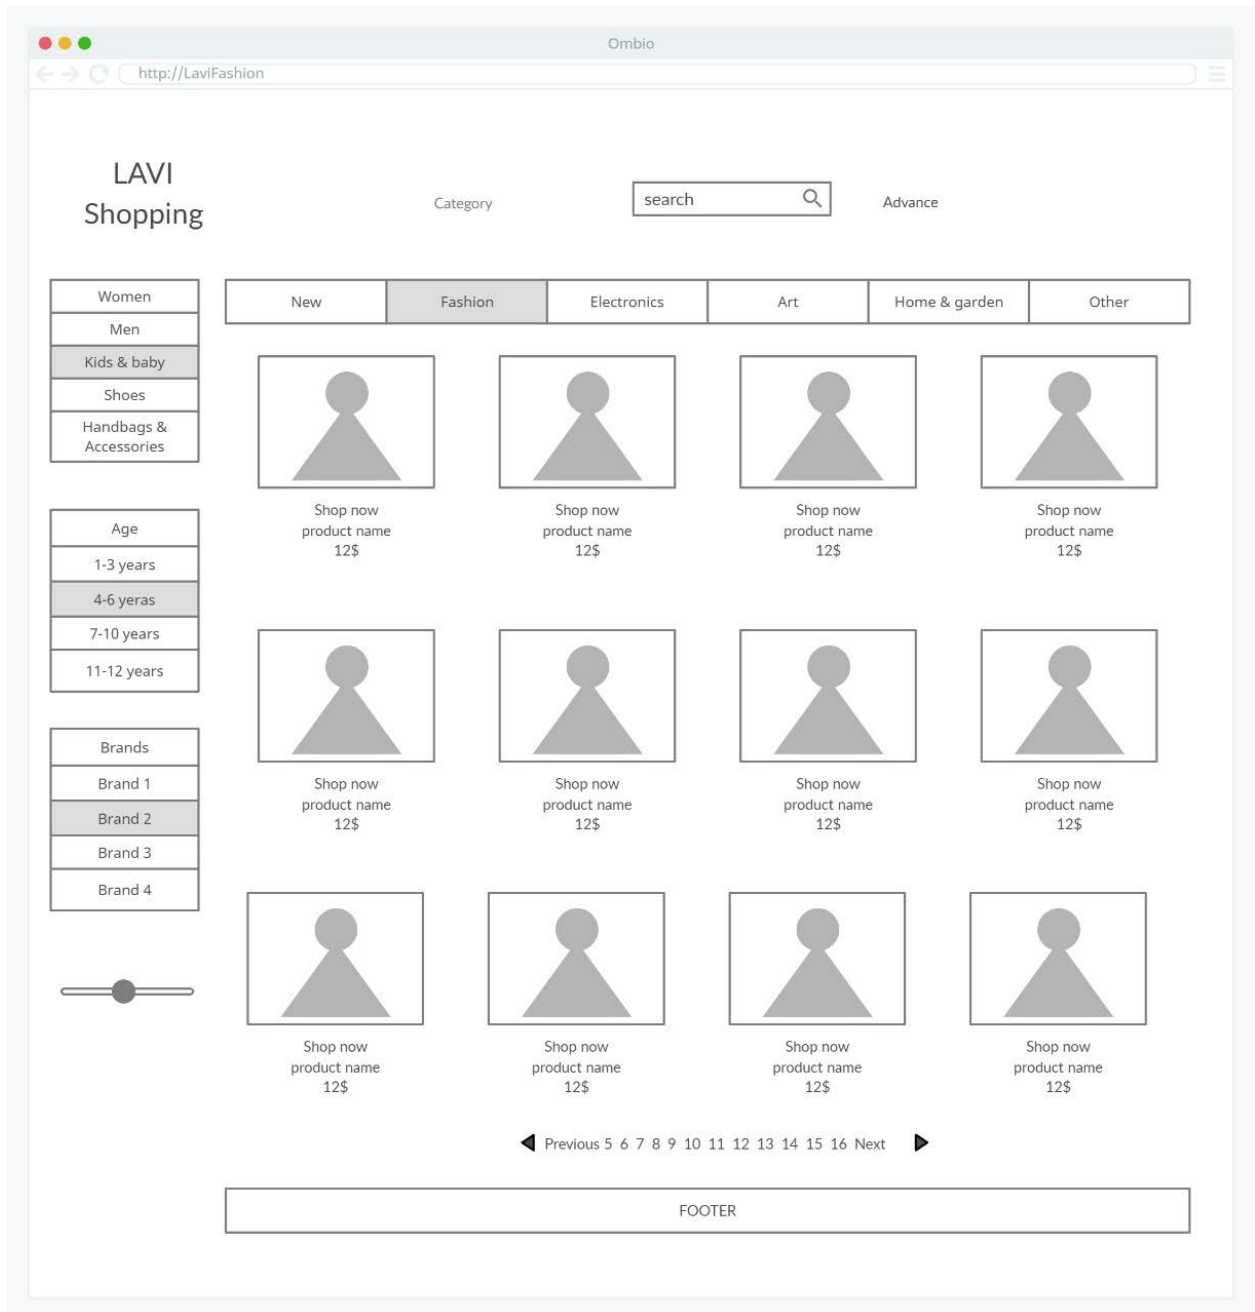 Ombio
http://LaviFashion
LAVI
Shopping
Category
search
Advance
Women
Men
Kids & baby
Shoes
Handbags &
Accessories
Age
1-3 years
4-6 yeras
7-10 years
11-12 years
Brands
Brand 1
Brand 2
Brand 3
Brand 4
New Fashion Electronics Art Home & garden Other
Shop now Shop now Shop now Shop now
product name product name product name product name
12$ 12$ 12$ 12$
Shop now Shop now Shop now Shop now
product name product name product name product name
12$ 12$ 12$ 12$
Shop now Shop now Shop now Shop now
product name product name product name product name
12$ 12$ 12$ 12$
Previous 5 6 7 8 9 10 11 12 13 14 15 16 Next
FOOTER